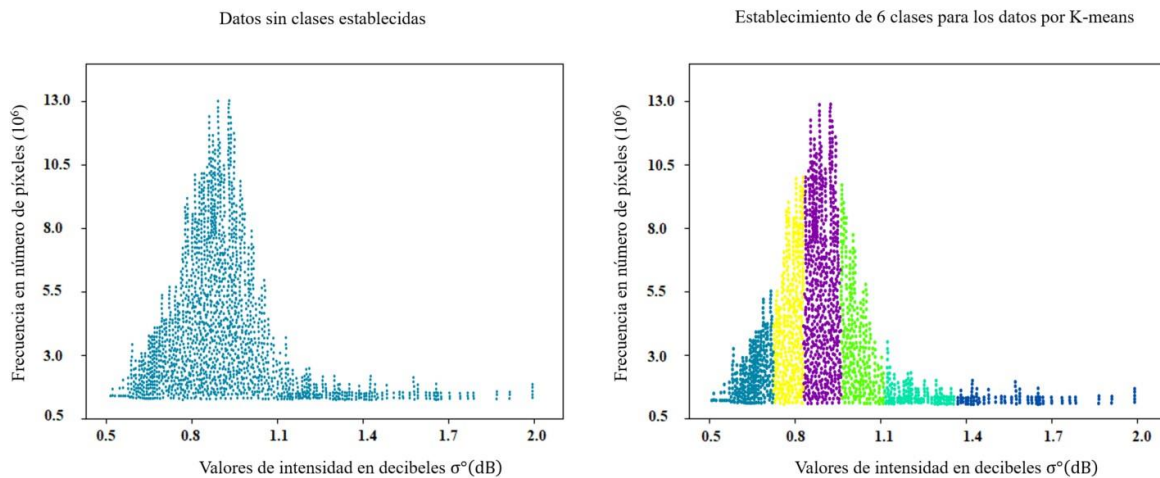 Datos sin clases establecidas
Frecuencia en número de píxeles (10⁶)
13.0
10.5
8.0
5.5
3.0
0.5
0.5 0.8 1.1 1.4 1.7 2.0
Valores de intensidad en decibeles σ°(dB)
Establecimiento de 6 clases para los datos por K-means
Frecuencia en número de píxeles (10⁶)
13.0
10.5
8.0
5.5
3.0
0.5
0.5 0.8 1.1 1.4 1.7 2.0
Valores de intensidad en decibeles σ°(dB)